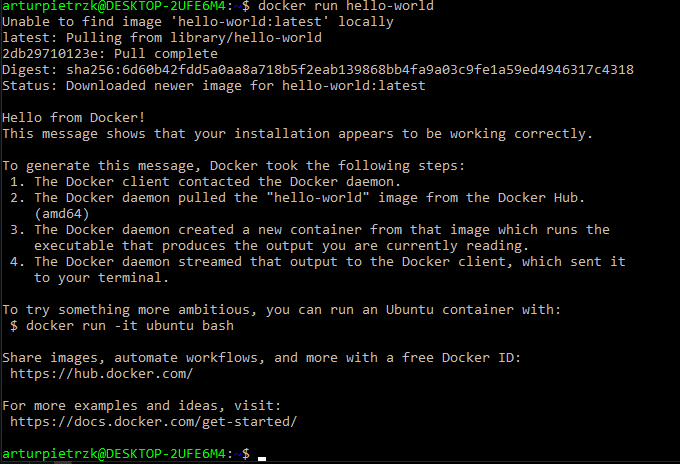 arturpietrzk@DESKTOP-2UFE6M4:~$ docker run hello-world
Unable to find image 'hello-world:latest' locally
latest: Pulling from library/hello-world
2db29710123e: Pull complete
Digest: sha256:6d60b42fdd5a0aa8a718b5f2eab139868bb4fa9a03c9fe1a59ed4946317c4318
Status: Downloaded newer image for hello-world:latest

Hello from Docker!
This message shows that your installation appears to be working correctly.

To generate this message, Docker took the following steps:
 1. The Docker client contacted the Docker daemon.
 2. The Docker daemon pulled the "hello-world" image from the Docker Hub.
    (amd64)
 3. The Docker daemon created a new container from that image which runs the
    executable that produces the output you are currently reading.
 4. The Docker daemon streamed that output to the Docker client, which sent it
    to your terminal.

To try something more ambitious, you can run an Ubuntu container with:
 $ docker run -it ubuntu bash

Share images, automate workflows, and more with a free Docker ID:
 https://hub.docker.com/

For more examples and ideas, visit:
 https://docs.docker.com/get-started/

arturpietrzk@DESKTOP-2UFE6M4:~$